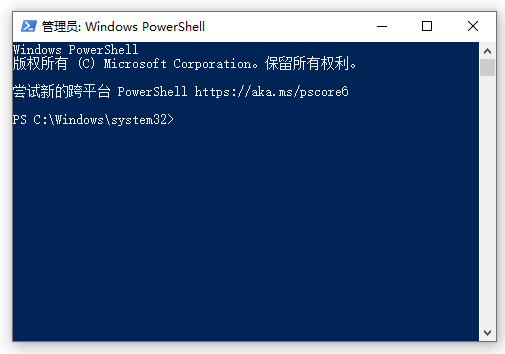 管理员: Windows PowerShell
Windows PowerShell
版权所有 (C) Microsoft Corporation。保留所有权利。
尝试新的跨平台 PowerShell https://aka.ms/pscore6
PS C:\Windows\system32>